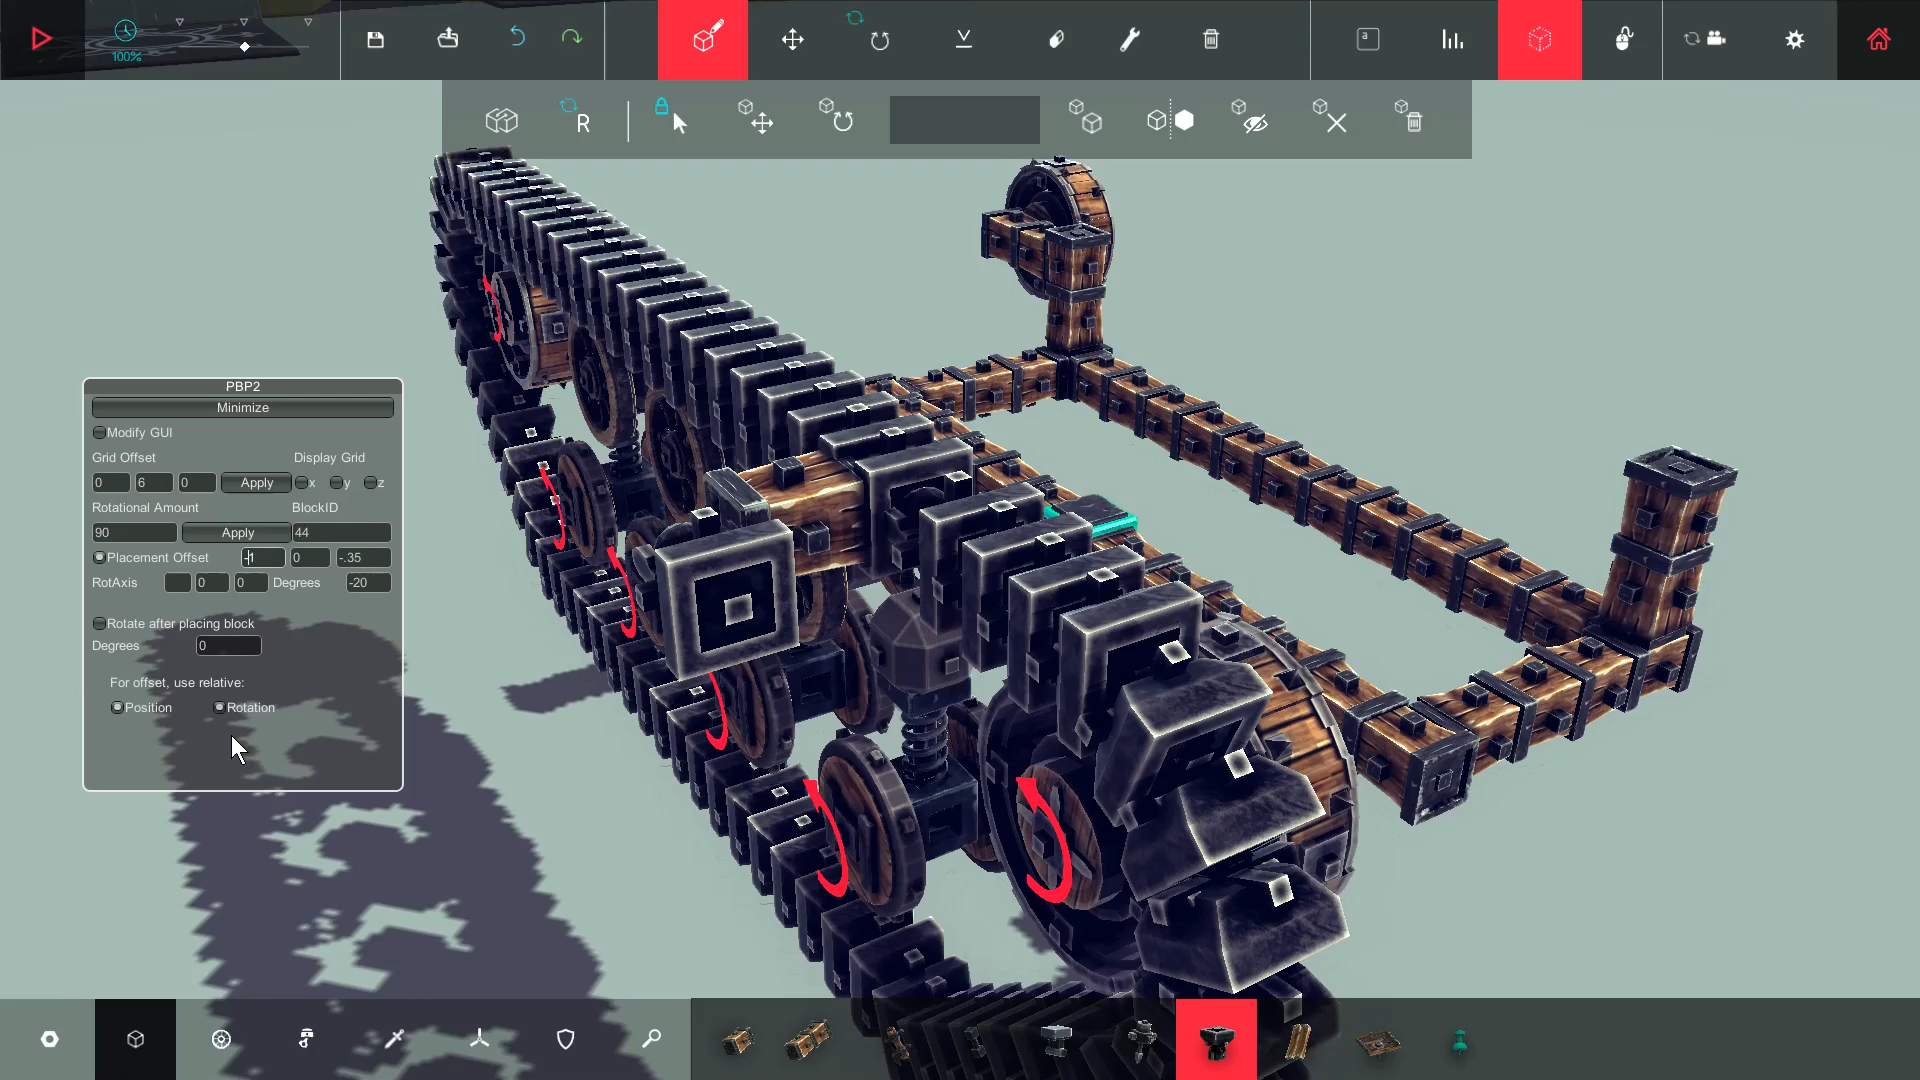 100%
a
R
PBP2
Minimize
Modify GUI
Grid Offset Display Grid
0 6 0 Apply x y z
Rotational Amount BlockID
90 Apply 44
Placement Offset -1 0 -.35
RotAxis 0 0 Degrees -20
Rotate after placing block
Degrees 0
For offset, use relative:
Position Rotation